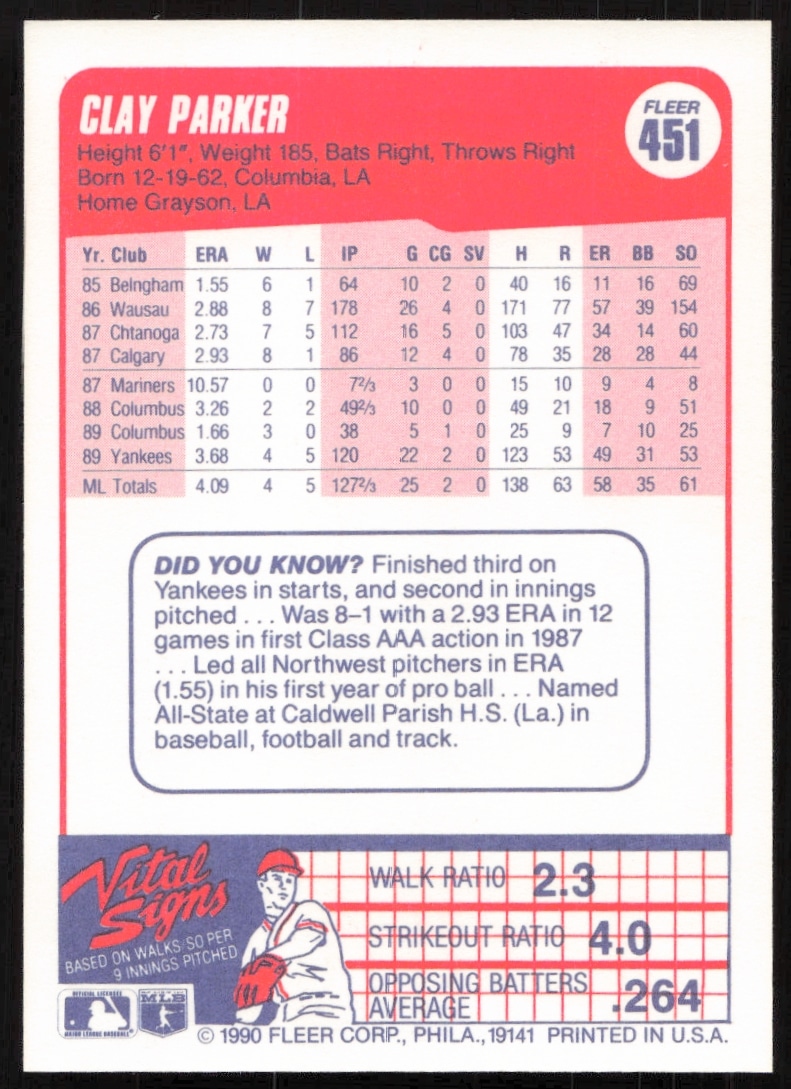 CLAY PARKER
FLEER
451
Height 6'1", Weight 185, Bats Right, Throws Right
Born 12-19-62, Columbia, LA
Home Grayson, LA
Yr. Club ERA W L IP G CG SV H R ER BB SO
85 Belngham 1.55 6 1 64 10 2 0 40 16 11 16 69
86 Wausau 2.88 8 7 178 26 4 0 171 77 57 39 154
87 Chtanoga 2.73 7 5 112 16 5 0 103 47 34 14 60
87 Calgary 2.93 8 1 86 12 4 0 78 35 28 28 44
87 Mariners 10.57 0 0 7 2/3 3 0 0 15 10 9 4 8
88 Columbus 3.26 2 2 49 2/3 10 0 0 49 21 18 9 51
89 Columbus 1.66 3 0 38 5 1 0 25 9 7 10 25
89 Yankees 3.68 4 5 120 22 2 0 123 53 49 31 53
ML Totals 4.09 4 5 127 2/3 25 2 0 138 63 58 35 61
DID YOU KNOW? Finished third on
Yankees in starts, and second in innings
pitched . . . Was 8–1 with a 2.93 ERA in 12
games in first Class AAA action in 1987
. . . Led all Northwest pitchers in ERA
(1.55) in his first year of pro ball . . . Named
All-State at Caldwell Parish H.S. (La.) in
baseball, football and track.
Vital
Signs
BASED ON WALKS, SO PER
9 INNINGS PITCHED
WALK RATIO 2.3
STRIKEOUT RATIO 4.0
OPPOSING BATTERS
AVERAGE .264
OFFICIAL LICENSEE
MAJOR LEAGUE BASEBALL
MLB
© 1990 FLEER CORP., PHILA., 19141 PRINTED IN U.S.A.